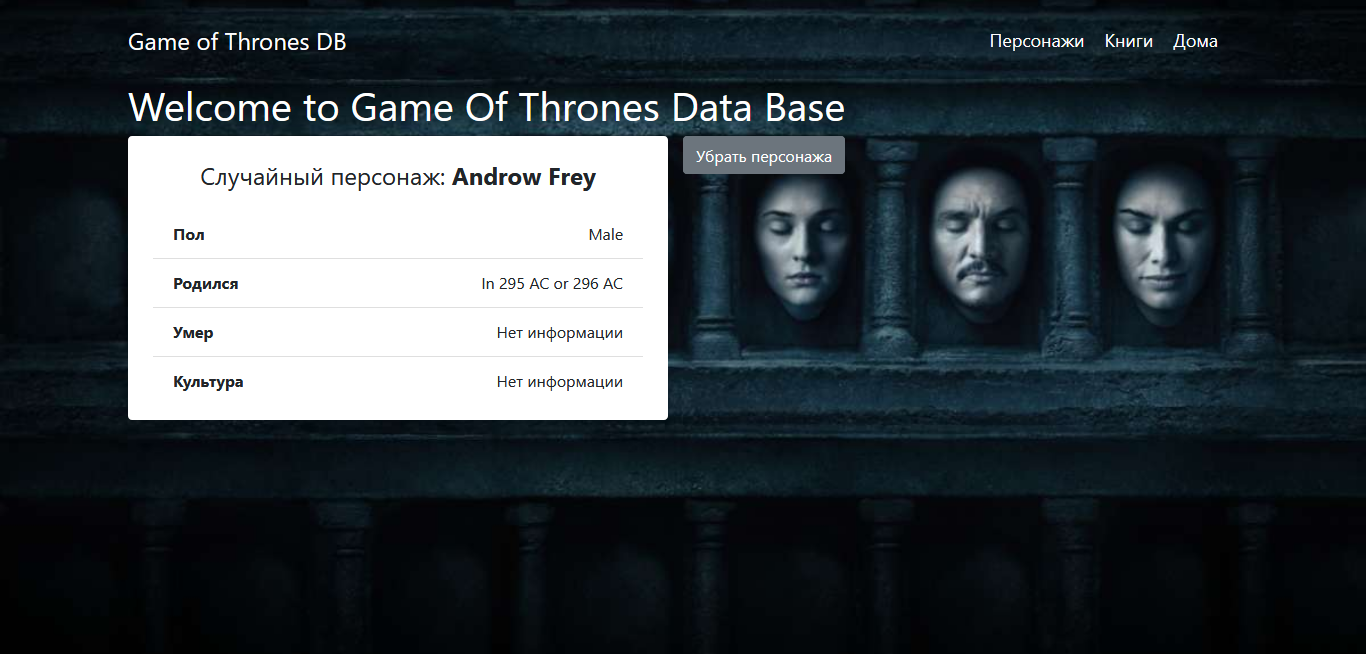 Game of Thrones DB
Персонажи Книги Дома
Welcome to Game Of Thrones Data Base
Убрать персонажа
Случайный персонаж: Androw Frey
Пол Male
Родился In 295 AC or 296 AC
Умер Нет информации
Культура Нет информации